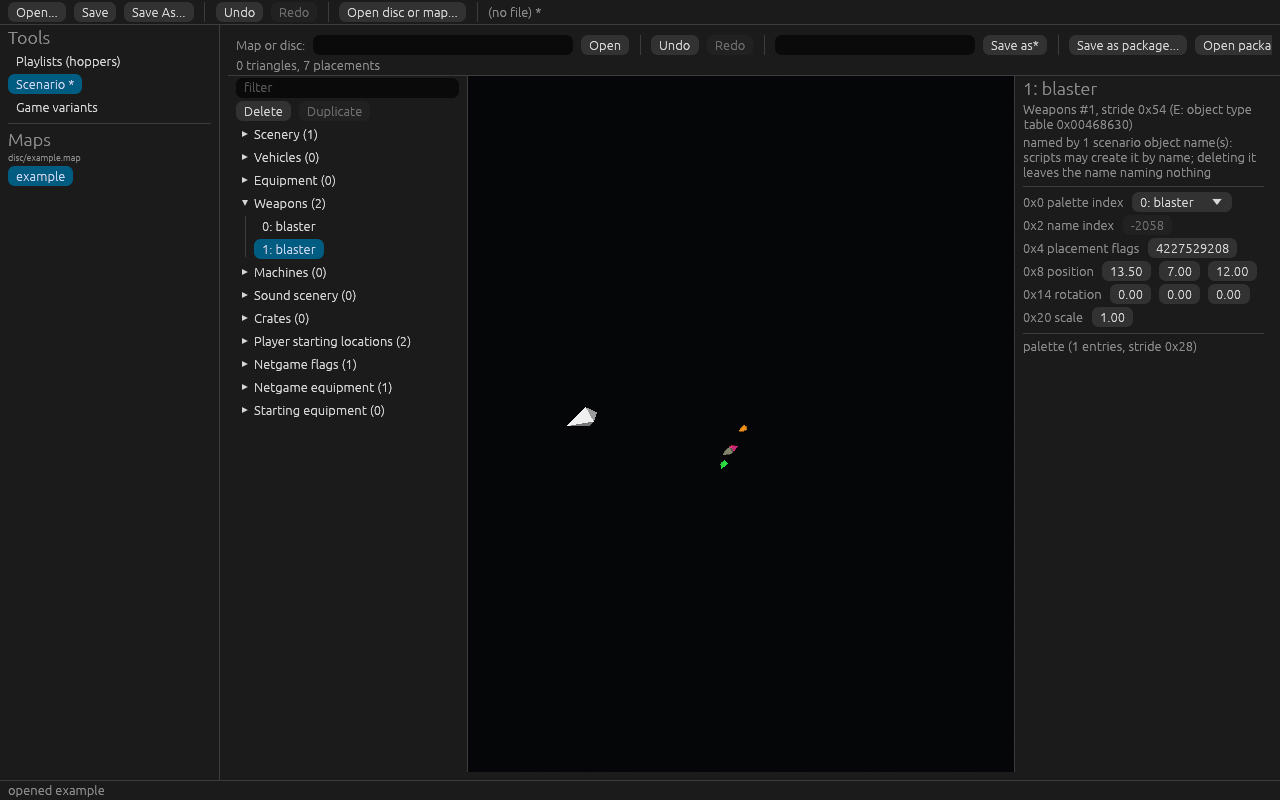 Open... Save Save As... Undo Redo Open disc or map... (no file) *
Tools
Playlists (hoppers)
Scenario *
Game variants
Maps
disc/example.map
example
Map or disc: Open Undo Redo Save as* Save as package... Open packa
0 triangles, 7 placements
filter
Delete Duplicate
Scenery (1)
Vehicles (0)
Equipment (0)
Weapons (2)
0: blaster
1: blaster
Machines (0)
Sound scenery (0)
Crates (0)
Player starting locations (2)
Netgame flags (1)
Netgame equipment (1)
Starting equipment (0)
1: blaster
Weapons #1, stride 0x54 (E: object type
table 0x00468630)
named by 1 scenario object name(s):
scripts may create it by name; deleting it
leaves the name naming nothing
0x0 palette index 0: blaster
0x2 name index -2058
0x4 placement flags 4227529208
0x8 position 13.50 7.00 12.00
0x14 rotation 0.00 0.00 0.00
0x20 scale 1.00
palette (1 entries, stride 0x28)
opened example